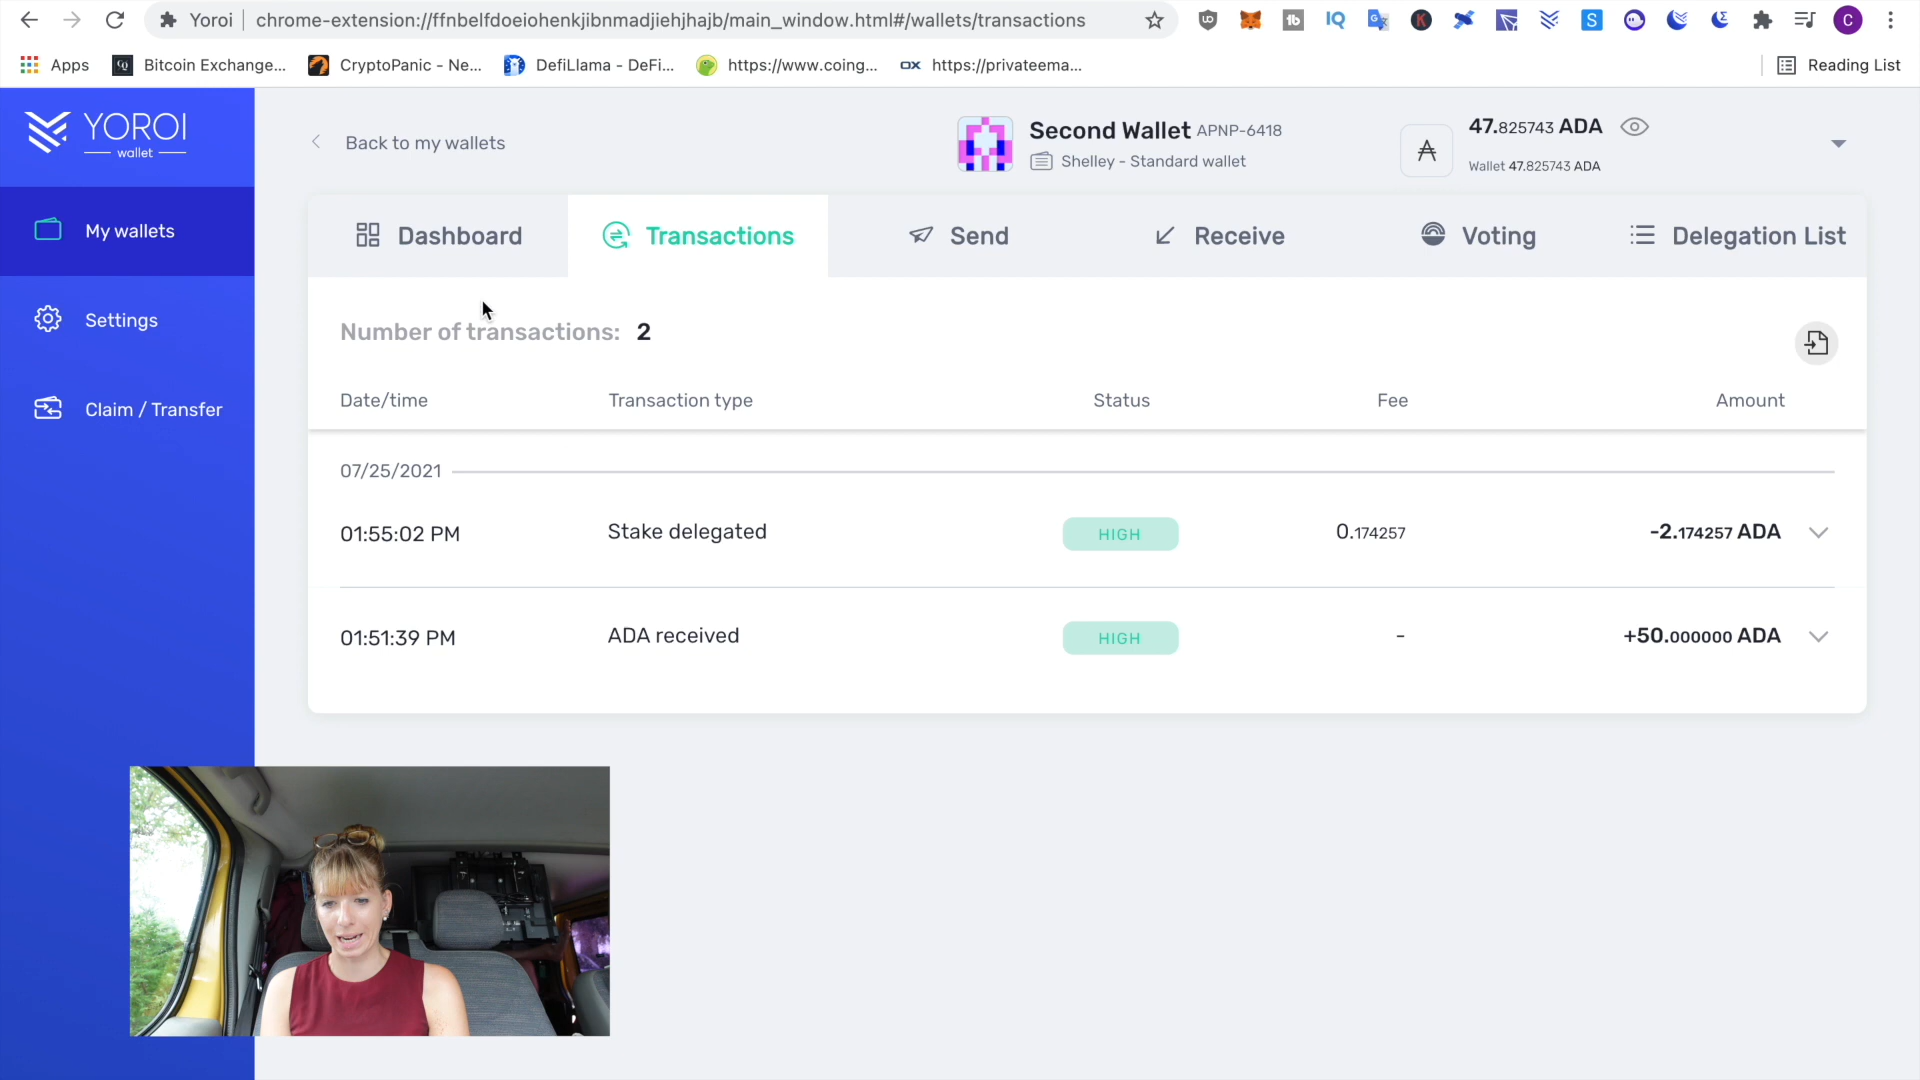 Yoroi
chrome-extension://ffnbelfdoeiohenkjibnmadjiehjhajb/main_window.html#/wallets/transactions
Apps
Bitcoin Exchange...
CryptoPanic - Ne...
DefiLlama - DeFi...
https://www.coing...
OX
https://privateema...
Reading List
YOROI
wallet
Back to my wallets
Second Wallet APNP-6418
Shelley - Standard wallet
47.825743 ADA
Wallet 47.825743 ADA
My wallets
Settings
Claim / Transfer
Dashboard
Transactions
Send
Receive
Voting
Delegation List
Number of transactions: 2
Date/time
Transaction type
Status
Fee
Amount
07/25/2021
01:55:02 PM
Stake delegated
HIGH
0.174257
-2.174257 ADA
01:51:39 PM
ADA received
HIGH
-
+50.000000 ADA